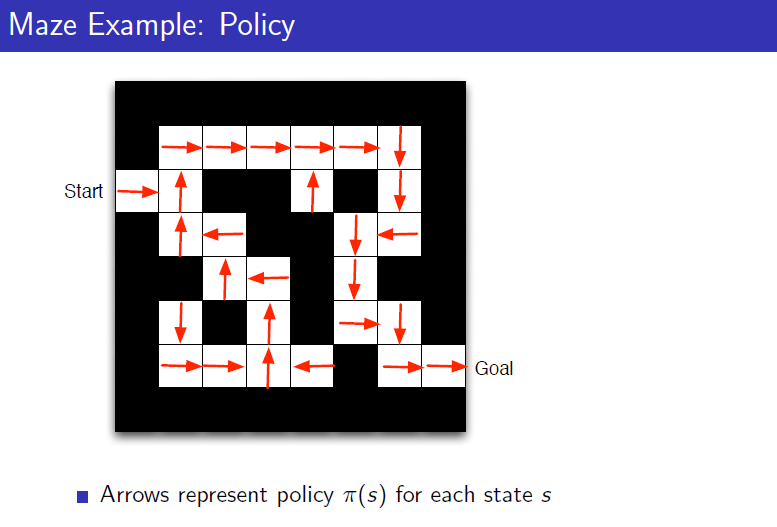 Maze Example: Policy
Start
Goal
Arrows represent policy π(s) for each state s